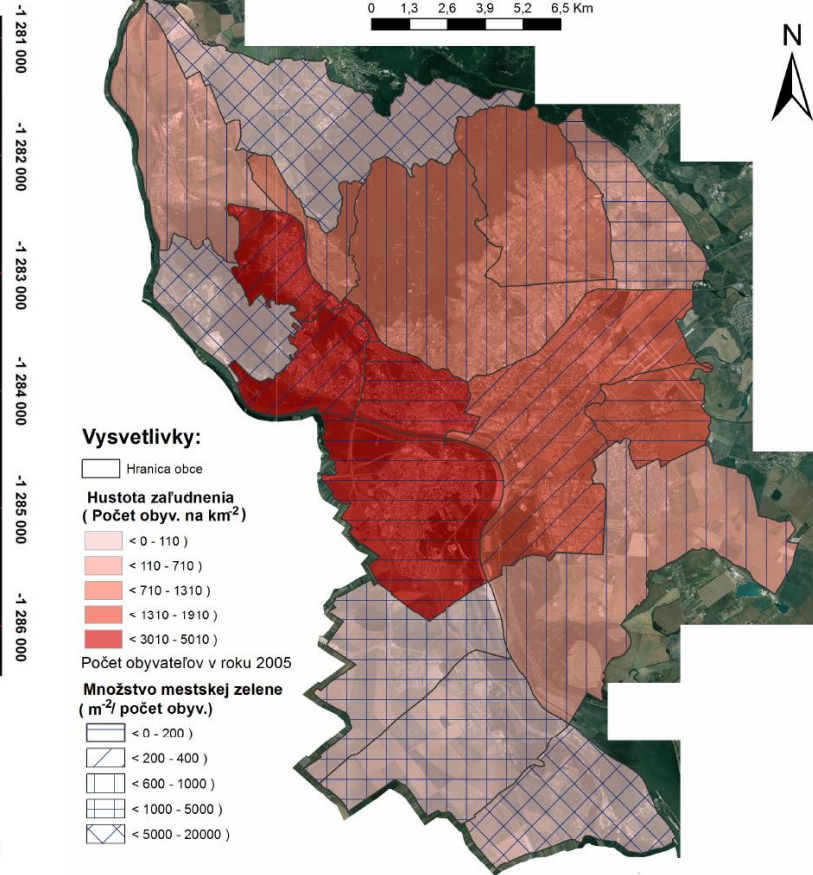 0 1,3 2,6 3,9 5,2 6,5 Km
N
-1 281 000
-1 282 000
-1 283 000
-1 284 000
-1 285 000
-1 286 000
Vysvetlivky:
Hranica obce
Hustota zaľudnenia
( Počet obyv. na km-2 )
< 0 - 110 )
< 110 - 710 )
< 710 - 1310 )
< 1310 - 1910 )
< 3010 - 5010 )
Počet obyvateľov v roku 2005
Množstvo mestskej zelene
( m-2/ počet obyv.)
< 0 - 200 )
< 200 - 400 )
< 600 - 1000 )
< 1000 - 5000 )
< 5000 - 20000 )